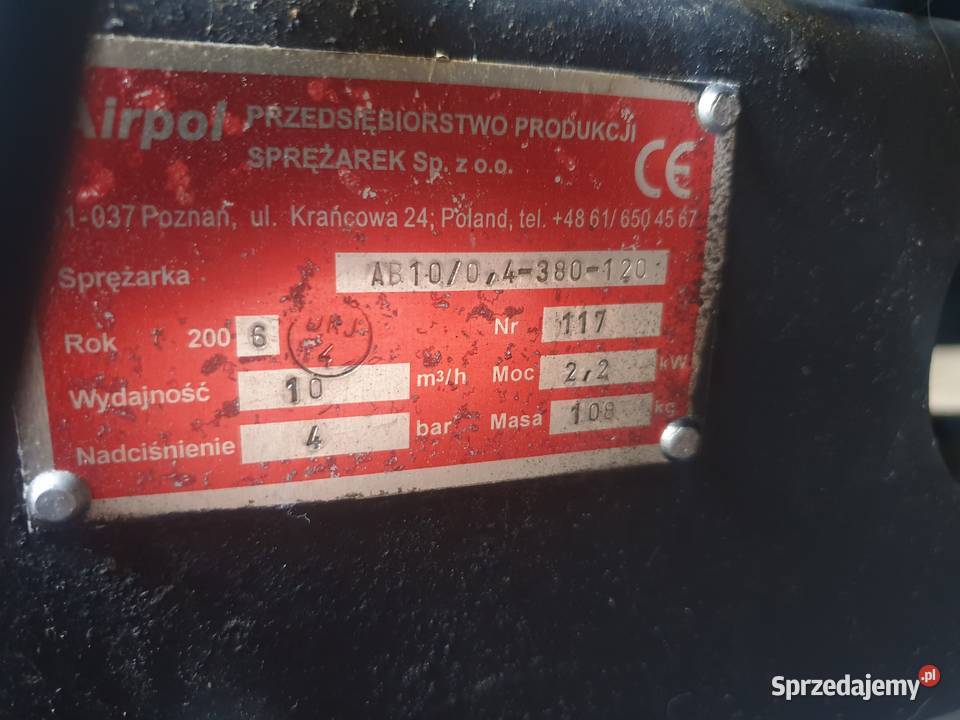 Airpol PRZEDSIĘBIORSTWO PRODUKCJI
SPRĘŻAREK Sp. z o.o.
CE
1-037 Poznań, ul. Krańcowa 24, Poland, tel. +48 61/ 650 45 67
Sprężarka AB10/0,4-380-120
Rok 2006 Nr 117
Wydajność 10 m³/h Moc 2,2 kW
Nadciśnienie 4 bar Masa 108 kg
Sprzedajemy.pl